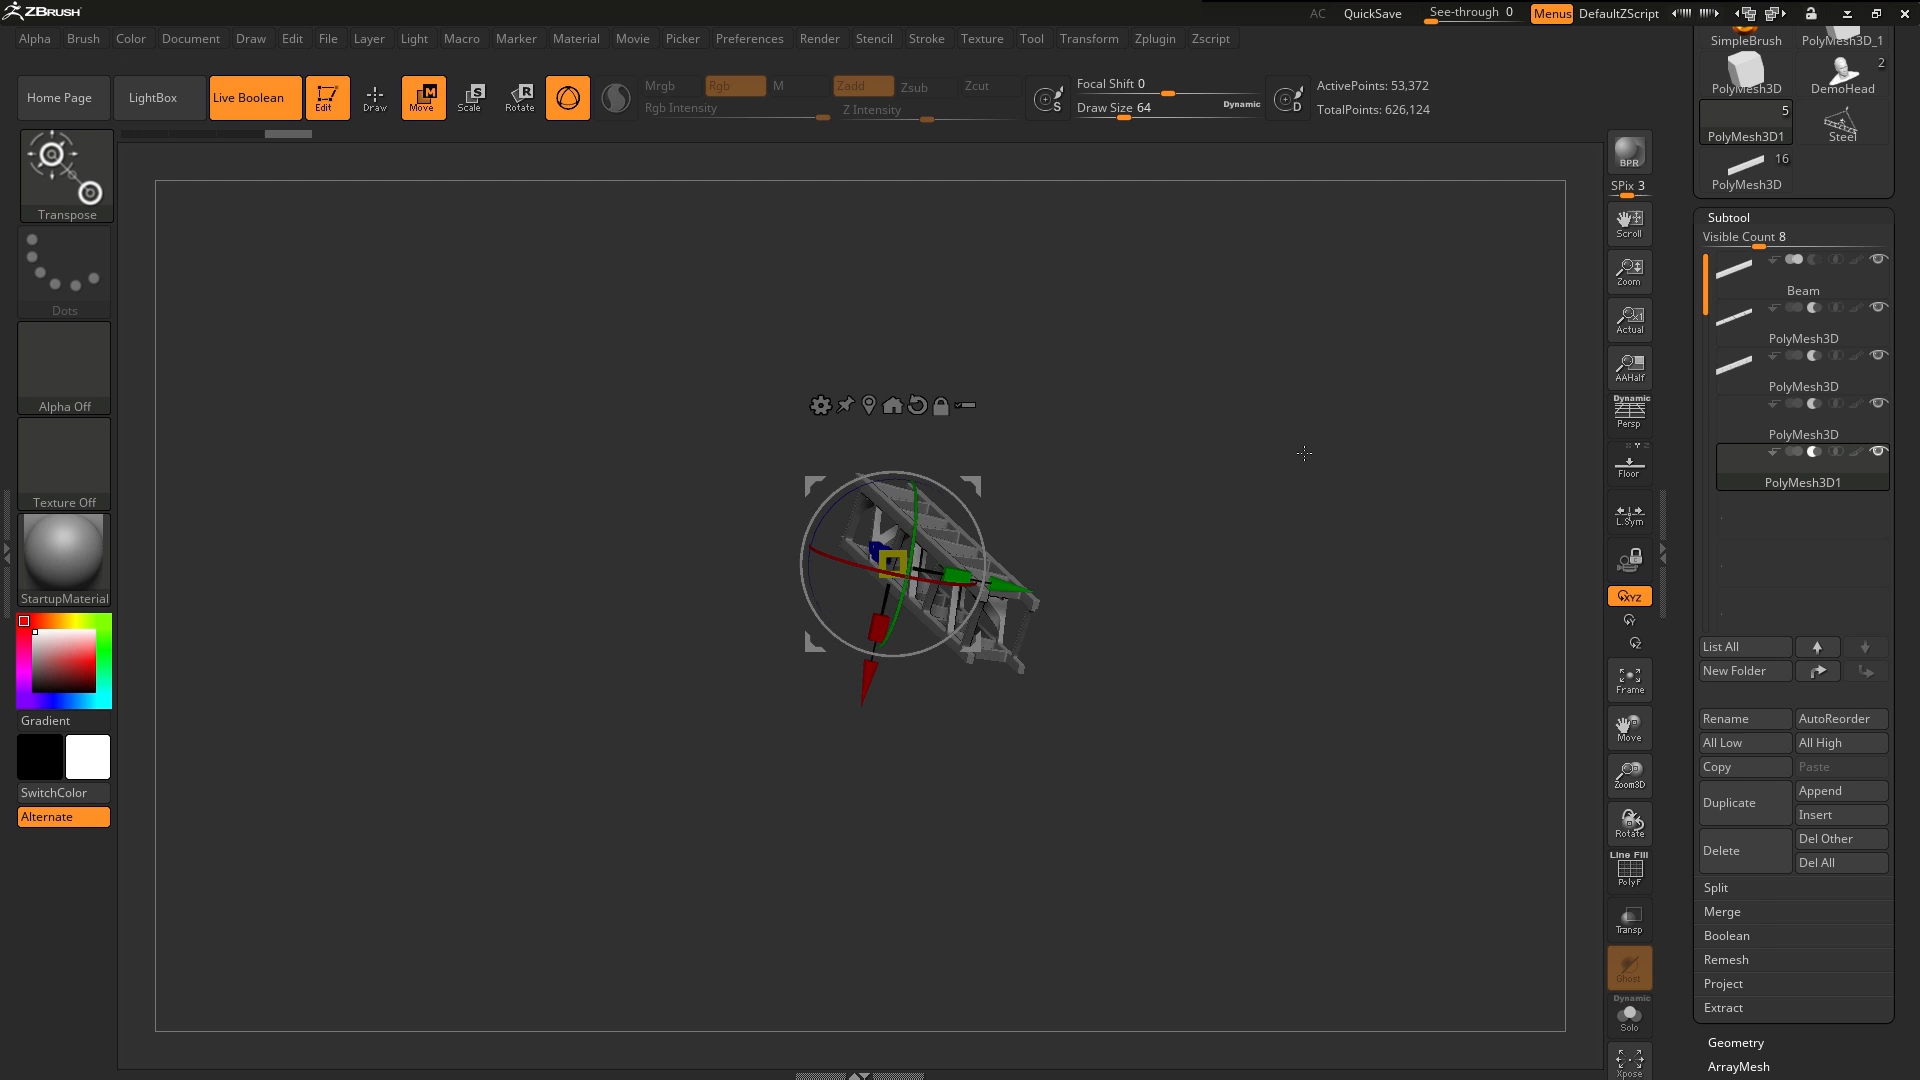 ZBRUSH
AC QuickSave See-through 0 Menus DefaultZScript
Alpha Brush Color Document Draw Edit File Layer Light Macro Marker Material Movie Picker Preferences Render Stencil Stroke Texture Tool Transform Zplugin Zscript
Home Page LightBox Live Boolean Edit Draw Move Scale Rotate
M S R
Mrgb Rgb M Zadd Zsub Zcut
Rgb Intensity Z Intensity
S Focal Shift 0 D
Draw Size 64 Dynamic
ActivePoints: 53,372
TotalPoints: 626,124
Transpose
Dots
Alpha Off
Texture Off
StartupMaterial
Gradient
SwitchColor
Alternate
BPR
SPix 3
Scroll
Zoom
Actual
AAHalf
Dynamic
Persp
Floor
L.Sym
XYZ
Y
Z
Frame
Move
Zoom3D
Rotate
Line Fill
PolyF
Transp
Ghost
Dynamic
Solo
Xpose
SimpleBrush PolyMesh3D_1
2
PolyMesh3D DemoHead
5
PolyMesh3D1 Steel
16
PolyMesh3D
Subtool
Visible Count 8
Beam
PolyMesh3D
PolyMesh3D
PolyMesh3D
PolyMesh3D1
List All
New Folder
Rename AutoReorder
All Low All High
Copy Paste
Duplicate Append
Insert
Delete Del Other
Del All
Split
Merge
Boolean
Remesh
Project
Extract
Geometry
ArrayMesh